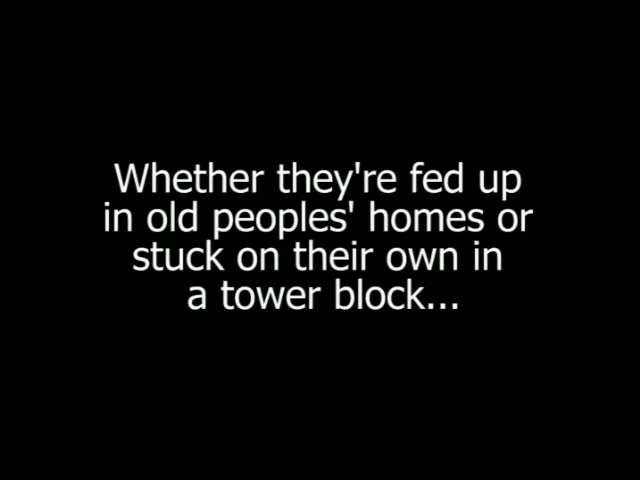 Whether they're fed up
in old peoples' homes or
stuck on their own in
a tower block...